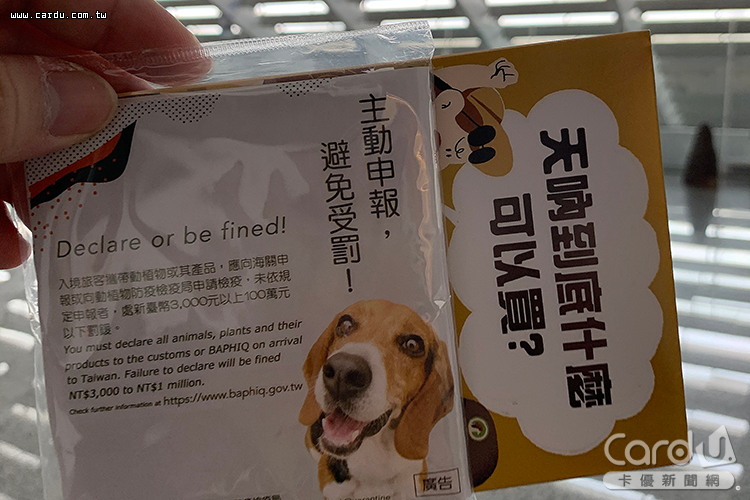 www.cardu.com.tw
主動申報，
避免受罰！
Declare or be fined!
入境旅客攜帶動植物或其產品，應向海關申
報或向動植物防疫檢疫局申請檢疫，未依規
定申報者，處新臺幣3,000元以上100萬元
以下罰鍰。
You must declare all animals, plants and their
products to the customs or BAPHIQ on arrival
to Taiwan. Failure to declare will be fined
NT$3,000 to NT$1 million.
Check further information at https://www.baphiq.gov.tw
廣告
天吶到底什麼
可以買?
CardU
卡優新聞網